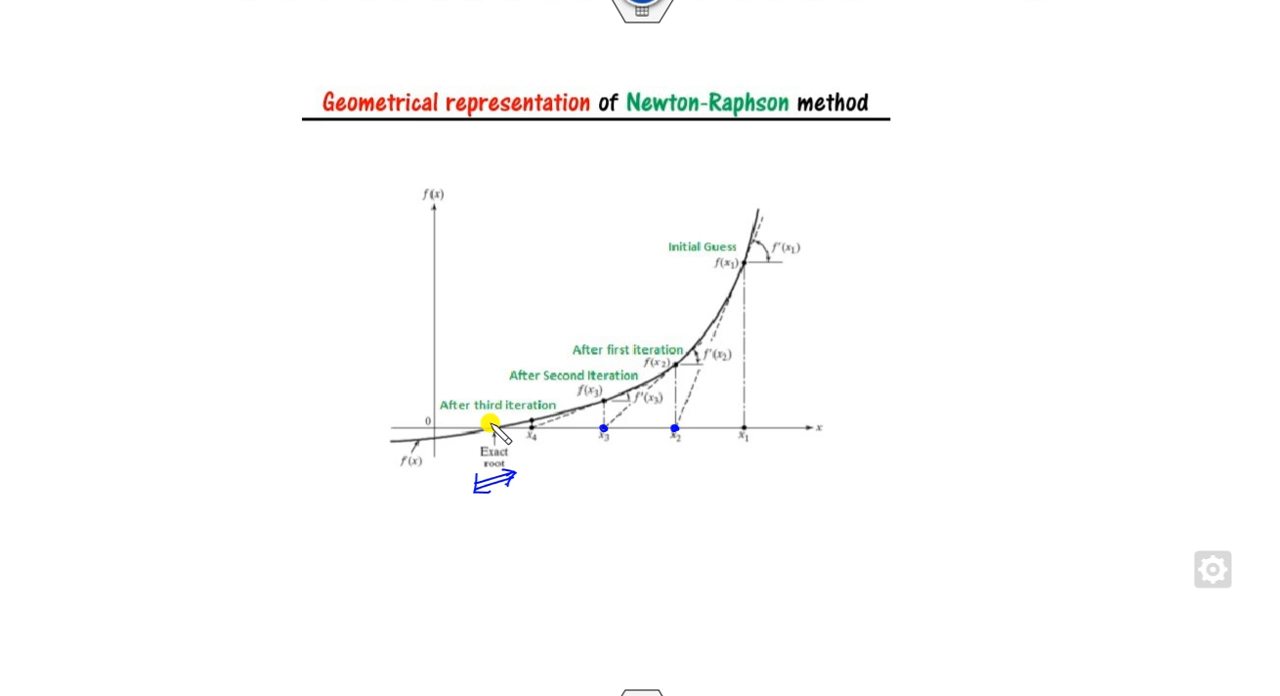 Geometrical representation of Newton-Raphson method
f(x)
Initial Guess
f'(x₁)
f(x₁)
After first iteration
f'(x₂)
f(x₂)
After Second Iteration
f(x₃)
f'(x₃)
After third iteration
0
x₄
x₃
x₂
x₁
x
Exact
root
f(x)